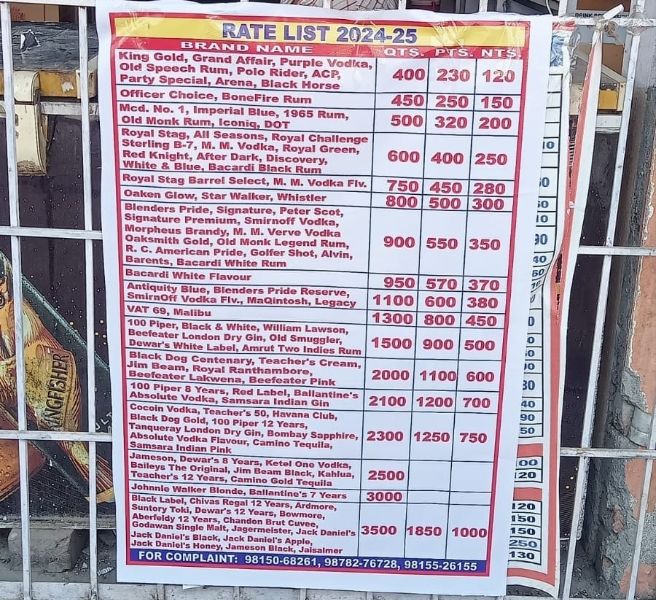 RATE LIST 2024-25
BRAND NAME QTS. PTS. NTS.
King Gold, Grand Affair, Purple Vodka,
Old Speech Rum, Polo Rider, ACP,
Party Special, Arena, Black Horse
400 230 120
Officer Choice, BoneFire Rum 450 250 150
Mcd. No. 1, Imperial Blue, 1965 Rum,
Old Monk Rum, Iconiq, DOT
500 320 200
Royal Stag, All Seasons, Royal Challenge
Sterling B-7, M. M. Vodka, Royal Green,
Red Knight, After Dark, Discovery,
White & Blue, Bacardi Black Rum
600 400 250
Royal Stag Barrel Select, M. M. Vodka Flv. 750 450 280
Oaken Glow, Star Walker, Whistler 800 500 300
Blenders Pride, Signature, Peter Scot,
Signature Premium, Smirnoff Vodka,
Morpheus Brandy, M. M. Verve Vodka
Oaksmith Gold, Old Monk Legend Rum,
R. C. American Pride, Golfer Shot, Alvin,
Barents, Bacardi White Rum
900 550 350
Bacardi White Flavour 950 570 370
Antiquity Blue, Blenders Pride Reserve,
SmirnOff Vodka Flv., MaQintosh, Legacy
1100 600 380
VAT 69, Malibu 1300 800 450
100 Piper, Black & White, William Lawson,
Beefeater London Dry Gin, Old Smuggler,
Dewar's White Label, Amrut Two Indies Rum
1500 900 500
Black Dog Centenary, Teacher's Cream,
Jim Beam, Royal Ranthambore,
Beefeater Lakwena, Beefeater Pink
2000 1100 600
100 Piper 8 Years, Red Label, Ballantine's
Absolute Vodka, Samsara Indian Gin
2100 1200 700
Cocoin Vodka, Teacher's 50, Havana Club,
Black Dog Gold, 100 Piper 12 Years,
Tanqueray London Dry Gin, Bombay Sapphire,
Absolute Vodka Flavour, Camino Tequila,
Samsara Indian Pink
2300 1250 750
Jameson, Dewar's 8 Years, Ketel One Vodka,
Baileys The Original, Jim Beam Black, Kahlua,
Teacher's 12 Years, Camino Gold Tequila
2500
Johnnie Walker Blonde, Ballantine's 7 Years 3000
Black Label, Chivas Regal 12 Years, Ardmore,
Suntory Toki, Dewar's 12 Years, Bowmore,
Aberfeldy 12 Years, Chandon Brut Cuvee,
Godawan Single Malt, Jagermeister, Jack Daniel's
Jack Daniel's Black, Jack Daniel's Apple,
Jack Daniel's Honey, Jameson Black, Jaisalmer
3500 1850 1000
FOR COMPLAINT: 98150-68261, 98782-76728, 98155-26155
KINGFISHER